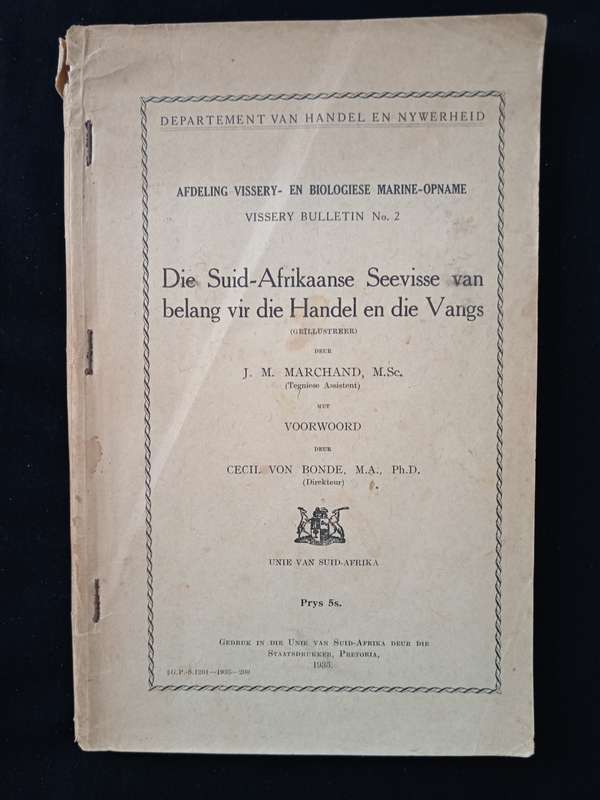 DEPARTEMENT VAN HANDEL EN NYWERHEID
AFDELING VISSERY- EN BIOLOGIESE MARINE-OPNAME
VISSERY BULLETIN No. 2
Die Suid-Afrikaanse Seevisse van
belang vir die Handel en die Vangs
(GEÏLLUSTREER)
DEUR
J. M. MARCHAND, M.Sc.
(Tegniese Assistent)
MET
VOORWOORD
DEUR
CECIL VON BONDE, M.A., Ph.D.
(Direkteur)
UNIE VAN SUID-AFRIKA
Prys 5s.
GEDRUK IN DIE UNIE VAN SUID-AFRIKA DEUR DIE
STAATSDRUKKER, PRETORIA,
1935.
G.P.-S.1201—1935—200